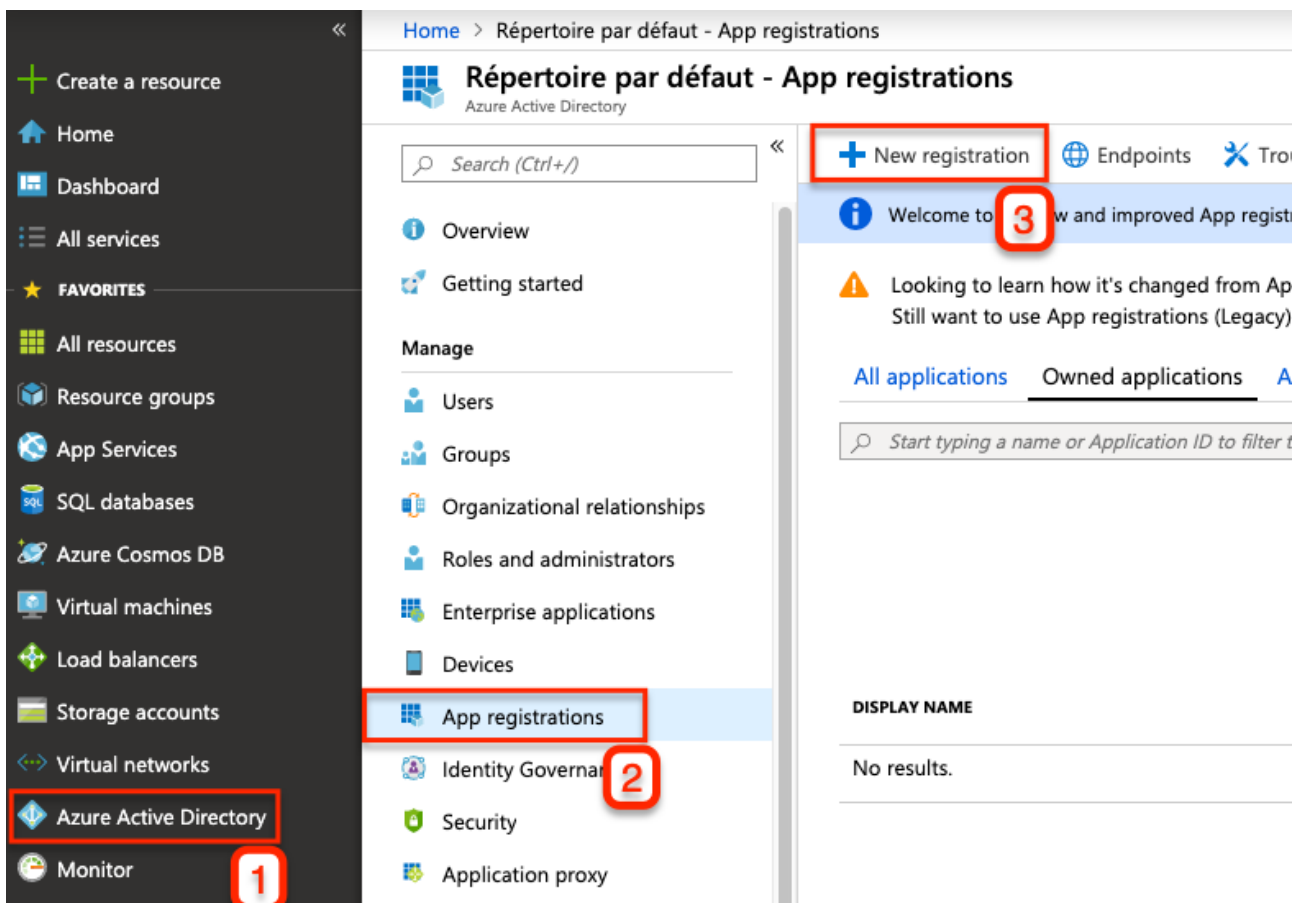 Create a resource
Home
Dashboard
All services
FAVORITES
All resources
Resource groups
App Services
SQL databases
Azure Cosmos DB
Virtual machines
Load balancers
Storage accounts
Virtual networks
Azure Active Directory
1
Monitor
Home > Répertoire par défaut - App registrations
Répertoire par défaut - App registrations
Azure Active Directory
Search (Ctrl+/)
Overview
Getting started
Manage
Users
Groups
Organizational relationships
Roles and administrators
Enterprise applications
Devices
App registrations
2
Identity Governa
Security
Application proxy
New registration Endpoints Trou
3
Welcome to w and improved App registr
Looking to learn how it's changed from Ap
Still want to use App registrations (Legacy)
All applications Owned applications A
Start typing a name or Application ID to filter t
DISPLAY NAME
No results.